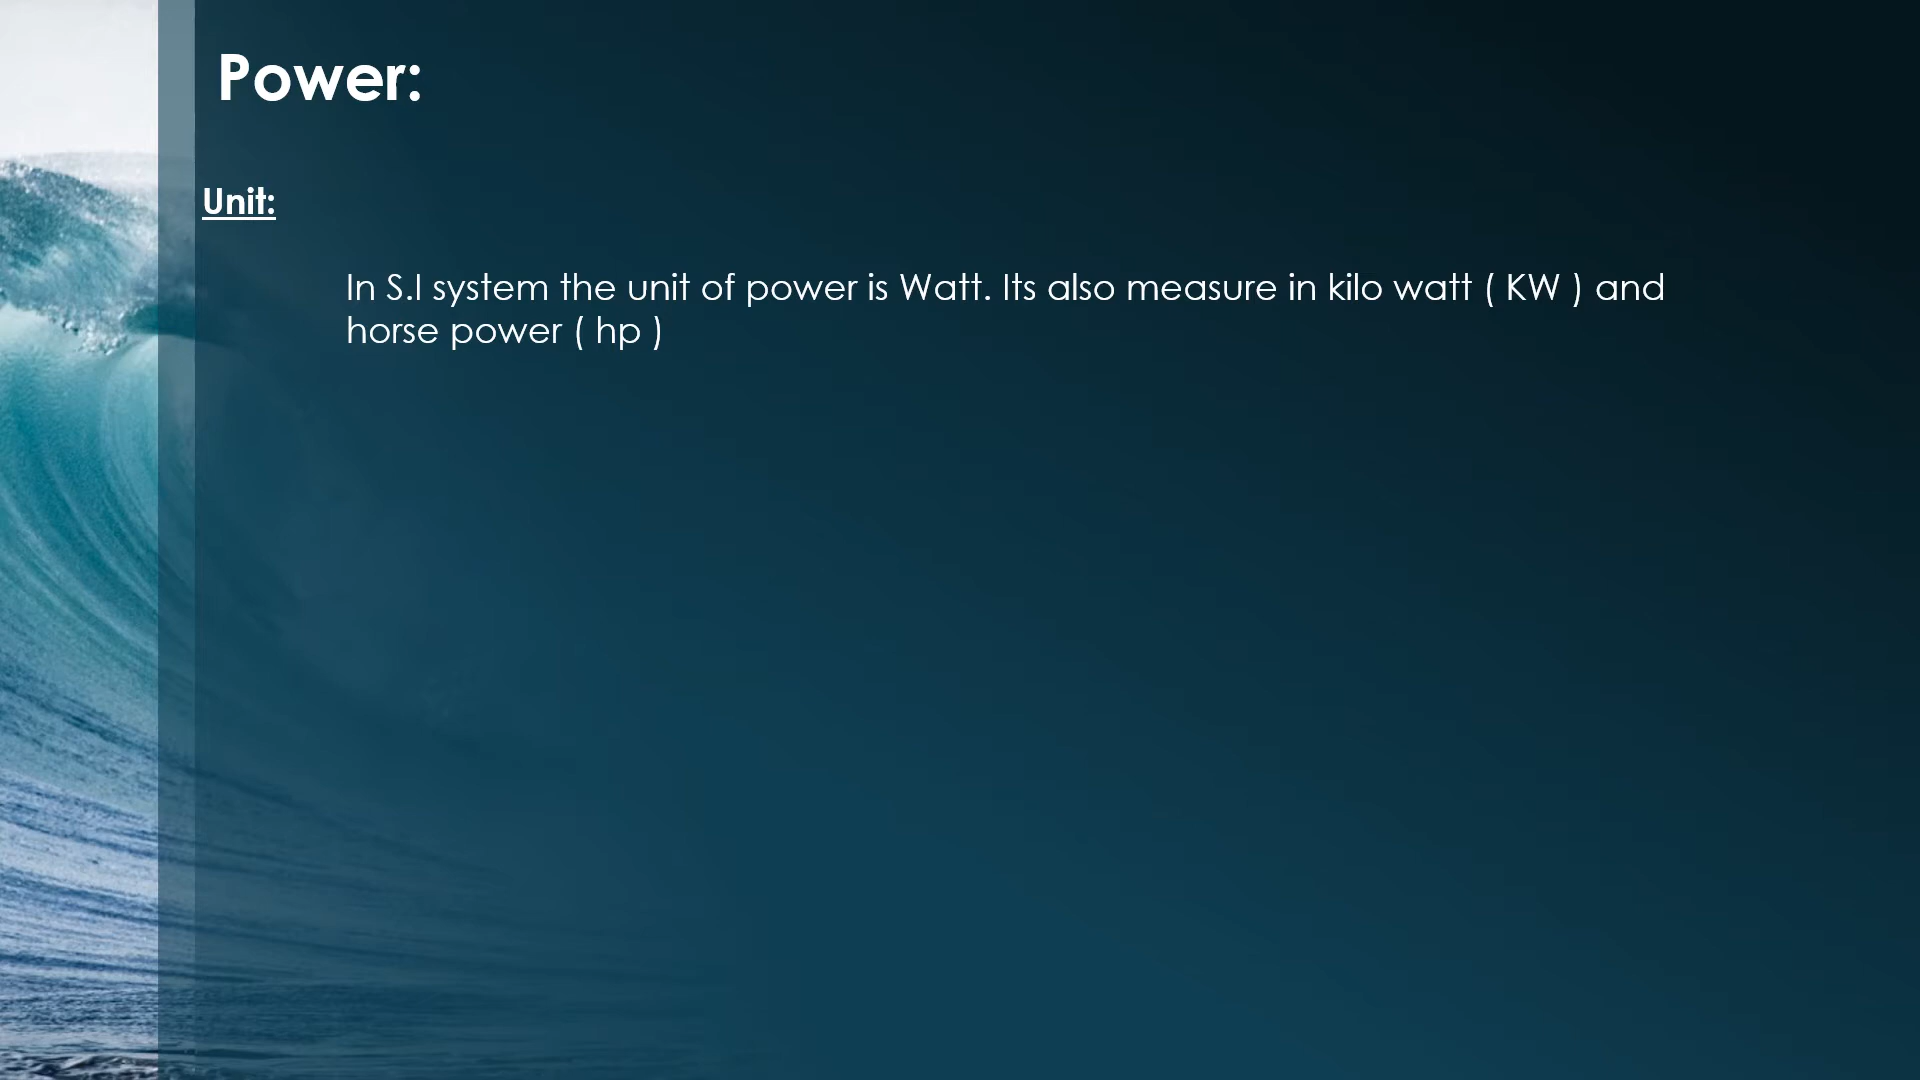 Power:
Unit:
In S.I system the unit of power is Watt. Its also measure in kilo watt ( KW ) and
horse power ( hp )